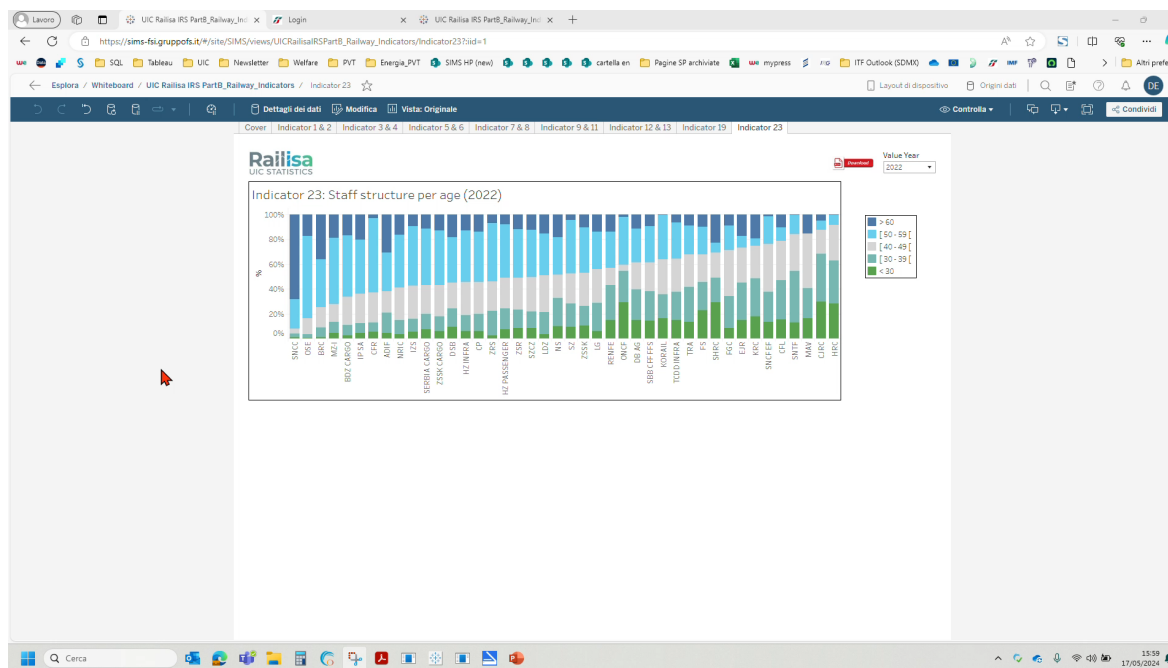 Lavoro
UIC Railisa IRS PartB_Railway_Ind
Login
UIC Railisa IRS PartB_Railway_Ind
https://sims-fsi.gruppofs.it/#/site/SIMS/views/UICRailisaIRSPartB_Railway_Indicators/Indicator23?:iid=1
SQL
Tableau
UIC
Newsletter
Welfare
PVT
Energia_PVT
SIMS HP (new)
cartella en
Pagine SP archiviate
mypress
ITF Outlook (SDMX)
IMF
Altri prefe
Esplora / Whiteboard / UIC Railisa IRS PartB_Railway_Indicators / Indicator 23
Layout di dispositivo
Origini dati
DE
Dettagli dei dati
Modifica
Vista: Originale
Controlla
Condividi
Cover
Indicator 1 & 2
Indicator 3 & 4
Indicator 5 & 6
Indicator 7 & 8
Indicator 9 & 11
Indicator 12 & 13
Indicator 19
Indicator 23
Railisa
UIC STATISTICS
Download
Value Year
2022
Indicator 23: Staff structure per age (2022)
100%
80%
60%
40%
20%
0%
%
SNCC
OSE
BRC
MZ-I
BDZ CARGO
IP SA
CFR
ADIF
NRIC
IZS
SERBIA CARGO
ZSSK CARGO
DSB
HZ INFRA
CP
ZRS
HZ PASSENGER
ZSR
SZCZ
LDZ
NS
SZ
ZSSK
LG
RENFE
ONCF
DB AG
SBB CFF FFS
KORAIL
TCDD INFRA
TRA
FS
SHRC
FGC
EJR
KRC
SNCF EF
CFL
SNTF
MAV
CJRC
HRC
> 60
[ 50 - 59 [
[ 40 - 49 [
[ 30 - 39 [
< 30
Cerca
15:59
17/05/2024